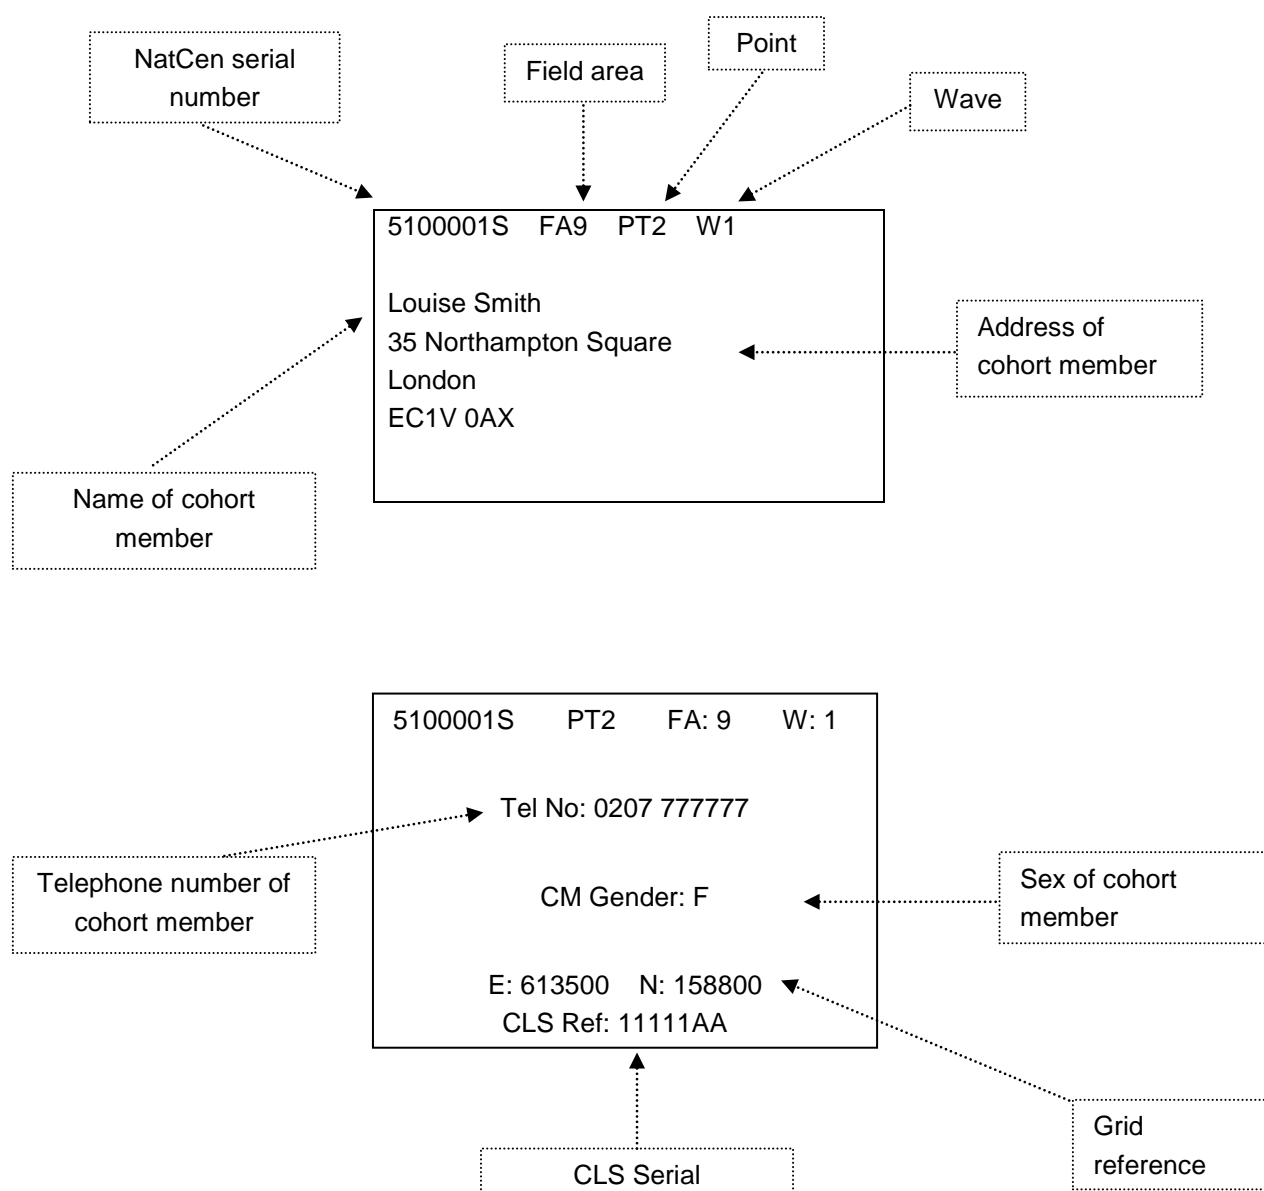 Point
NatCen serial
number
Field area
Wave
5100001S FA9 PT2 W1
Louise Smith
35 Northampton Square
London
EC1V 0AX
Address of
cohort member
Name of cohort
member
5100001S PT2 FA: 9 W: 1
Tel No: 0207 777777
Telephone number of
cohort member
CM Gender: F
Sex of cohort
member
E: 613500 N: 158800
CLS Ref: 11111AA
Grid
reference
CLS Serial